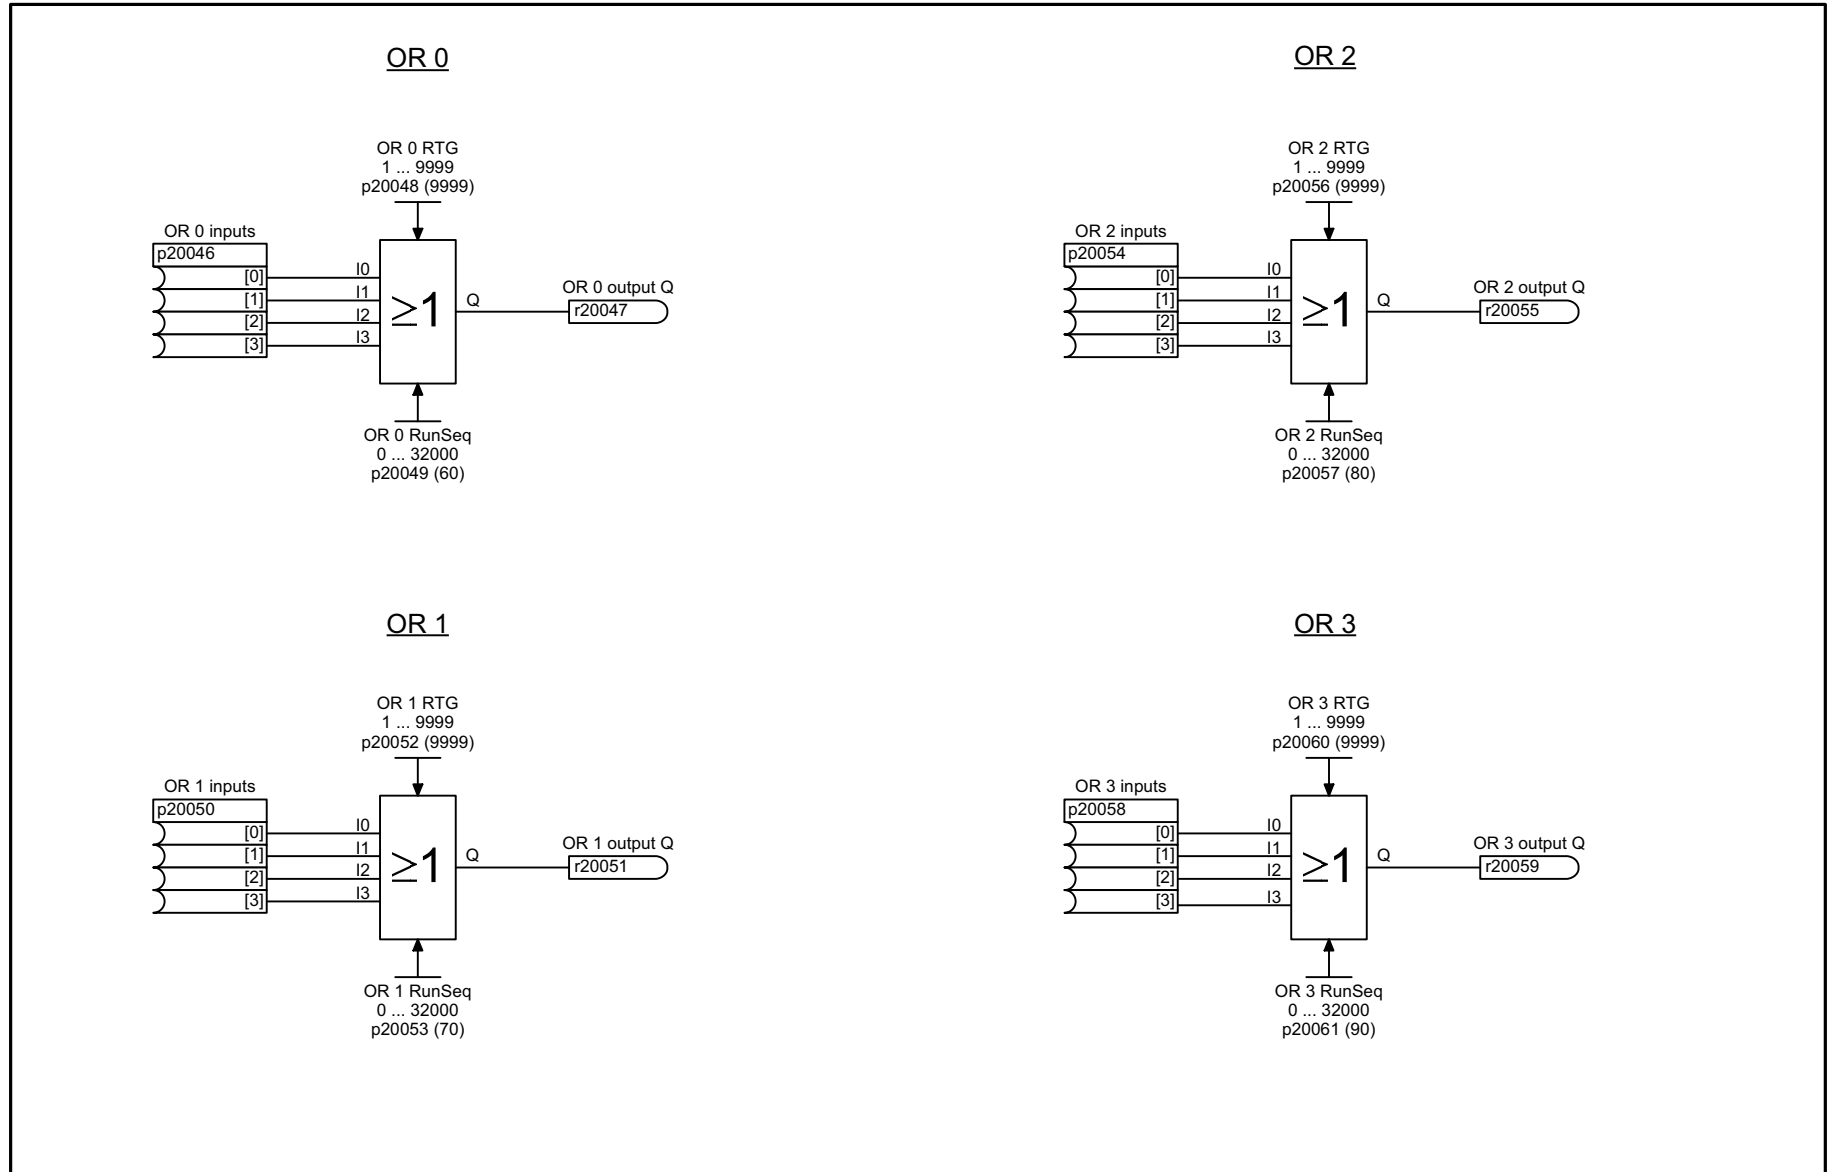 OR 0
OR 0 RTG
1 ... 9999
p20048 (9999)
OR 0 inputs
p20046
[0]
[1]
[2]
[3]
I0
I1
I2
I3
≥1
Q
OR 0 output Q
r20047
OR 0 RunSeq
0 ... 32000
p20049 (60)
OR 2
OR 2 RTG
1 ... 9999
p20056 (9999)
OR 2 inputs
p20054
[0]
[1]
[2]
[3]
I0
I1
I2
I3
≥1
Q
OR 2 output Q
r20055
OR 2 RunSeq
0 ... 32000
p20057 (80)
OR 1
OR 1 RTG
1 ... 9999
p20052 (9999)
OR 1 inputs
p20050
[0]
[1]
[2]
[3]
I0
I1
I2
I3
≥1
Q
OR 1 output Q
r20051
OR 1 RunSeq
0 ... 32000
p20053 (70)
OR 3
OR 3 RTG
1 ... 9999
p20060 (9999)
OR 3 inputs
p20058
[0]
[1]
[2]
[3]
I0
I1
I2
I3
≥1
Q
OR 3 output Q
r20059
OR 3 RunSeq
0 ... 32000
p20061 (90)